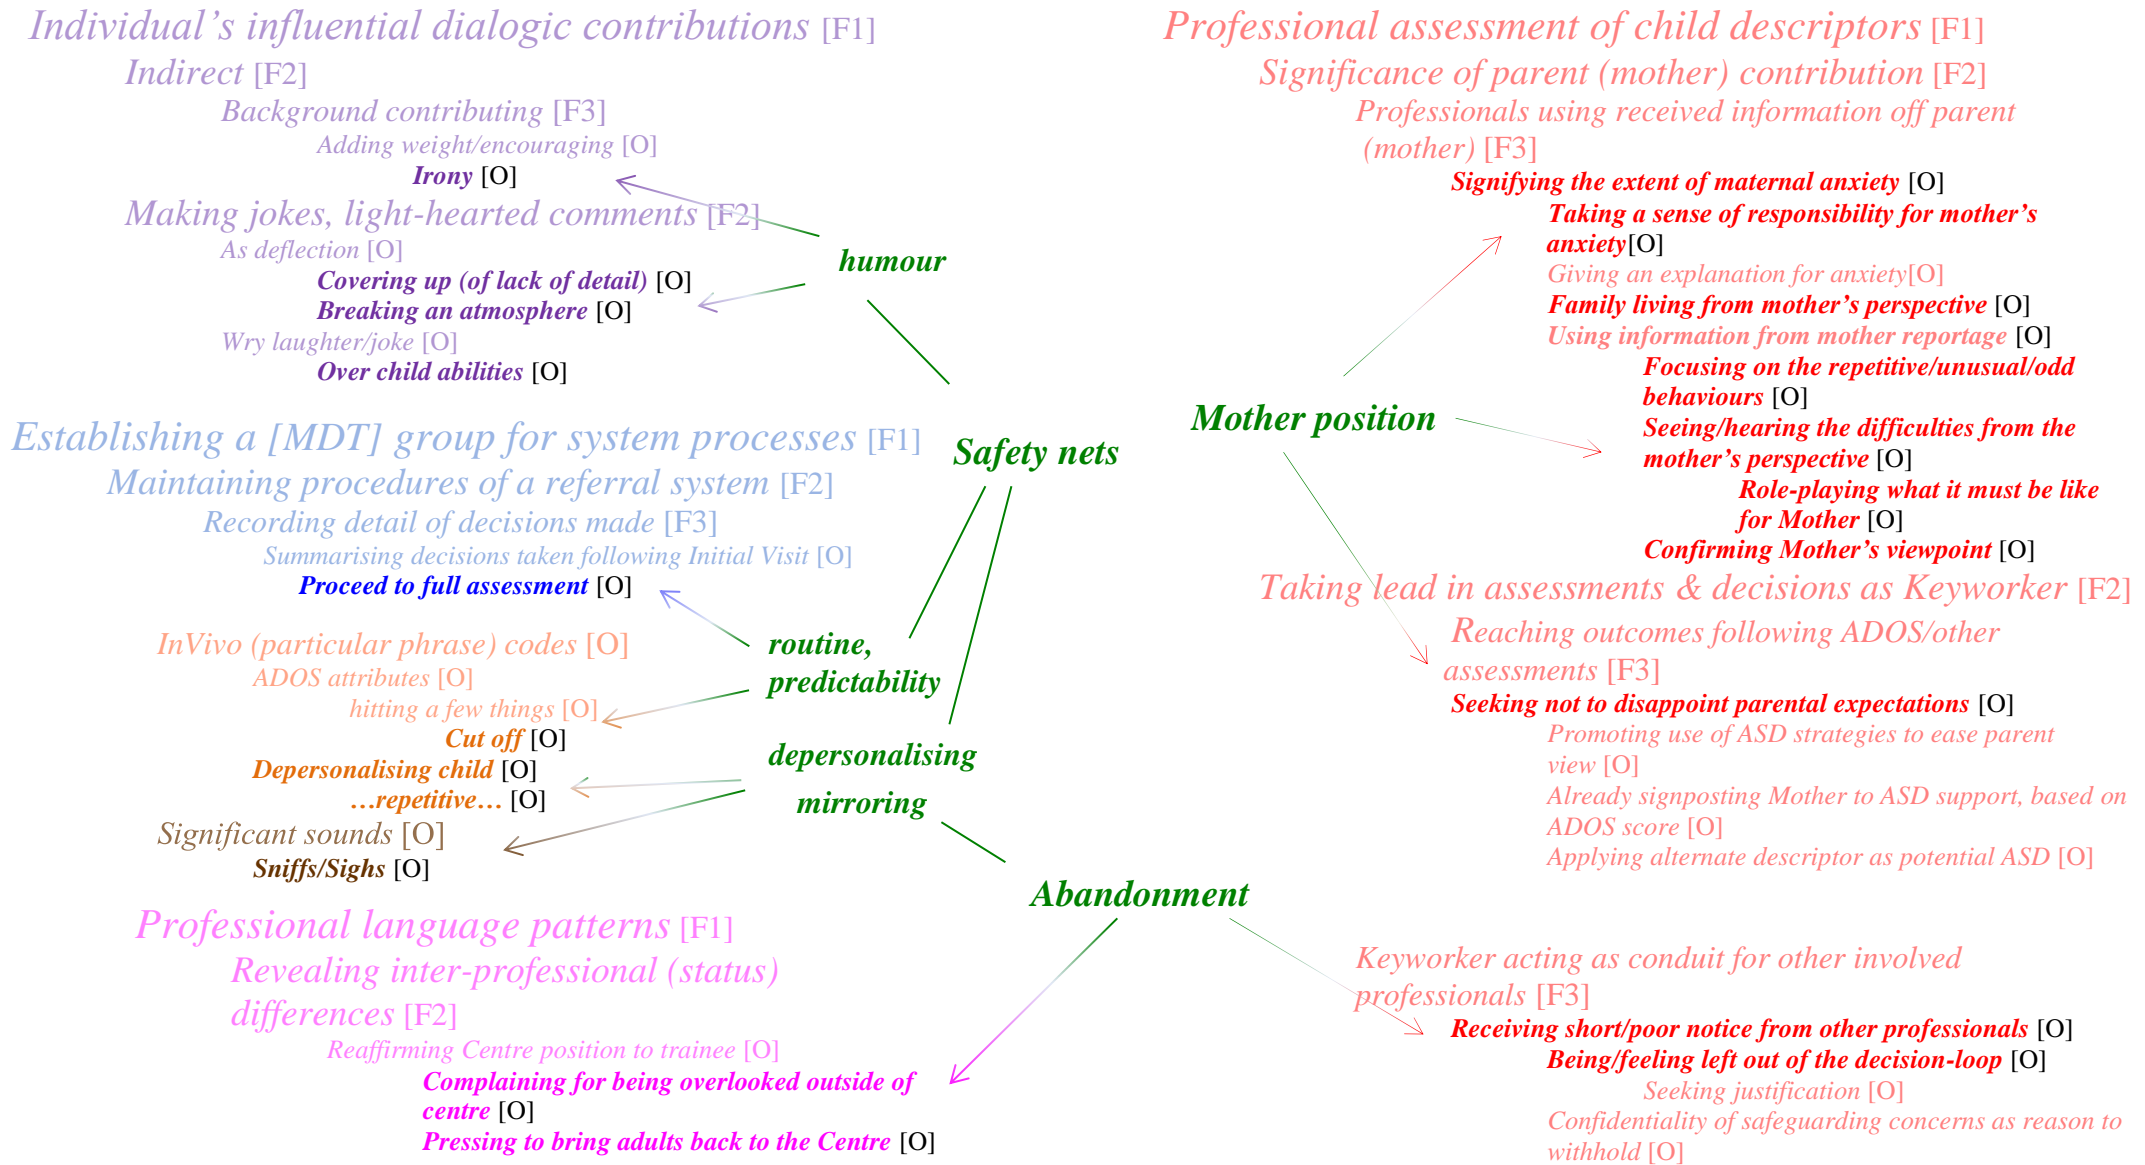 Individual’s influential dialogic contributions [F1]
Indirect [F2]
Background contributing [F3]
Adding weight/encouraging [O]
Irony [O]
Making jokes, light-hearted comments [F2]
As deflection [O]
Covering up (of lack of detail) [O]
Breaking an atmosphere [O]
Wry laughter/joke [O]
Over child abilities [O]
Establishing a [MDT] group for system processes [F1]
Maintaining procedures of a referral system [F2]
Recording detail of decisions made [F3]
Summarising decisions taken following Initial Visit [O]
Proceed to full assessment [O]
InVivo (particular phrase) codes [O]
ADOS attributes [O]
hitting a few things [O]
Cut off [O]
Depersonalising child [O]
…repetitive… [O]
Significant sounds [O]
Sniffs/Sighs [O]
Professional language patterns [F1]
Revealing inter-professional (status)
differences [F2]
Reaffirming Centre position to trainee [O]
Complaining for being overlooked outside of
centre [O]
Pressing to bring adults back to the Centre [O]
humour
Safety nets
routine,
predictability
depersonalising
mirroring
Abandonment
Mother position
Professional assessment of child descriptors [F1]
Significance of parent (mother) contribution [F2]
Professionals using received information off parent
(mother) [F3]
Signifying the extent of maternal anxiety [O]
Taking a sense of responsibility for mother’s
anxiety[O]
Giving an explanation for anxiety[O]
Family living from mother’s perspective [O]
Using information from mother reportage [O]
Focusing on the repetitive/unusual/odd
behaviours [O]
Seeing/hearing the difficulties from the
mother’s perspective [O]
Role-playing what it must be like
for Mother [O]
Confirming Mother’s viewpoint [O]
Taking lead in assessments & decisions as Keyworker [F2]
Reaching outcomes following ADOS/other
assessments [F3]
Seeking not to disappoint parental expectations [O]
Promoting use of ASD strategies to ease parent
view [O]
Already signposting Mother to ASD support, based on
ADOS score [O]
Applying alternate descriptor as potential ASD [O]
Keyworker acting as conduit for other involved
professionals [F3]
Receiving short/poor notice from other professionals [O]
Being/feeling left out of the decision-loop [O]
Seeking justification [O]
Confidentiality of safeguarding concerns as reason to
withhold [O]